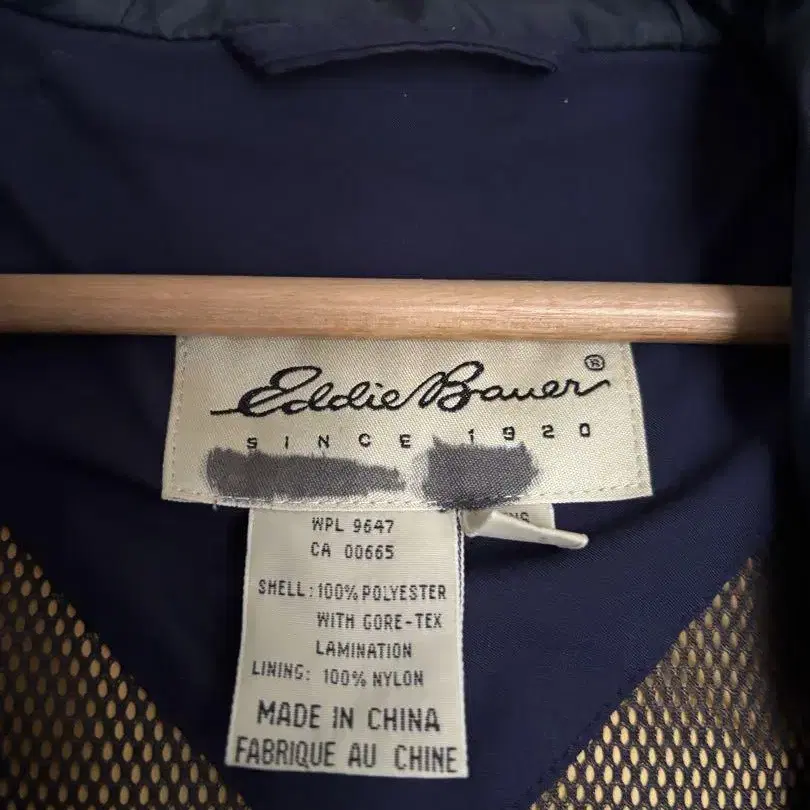 Eddie Bauer®
SINCE 1920
WPL 9647
CA 00665
SHELL: 100% POLYESTER
WITH GORE-TEX
LAMINATION
LINING: 100% NYLON
MADE IN CHINA
FABRIQUE AU CHINE